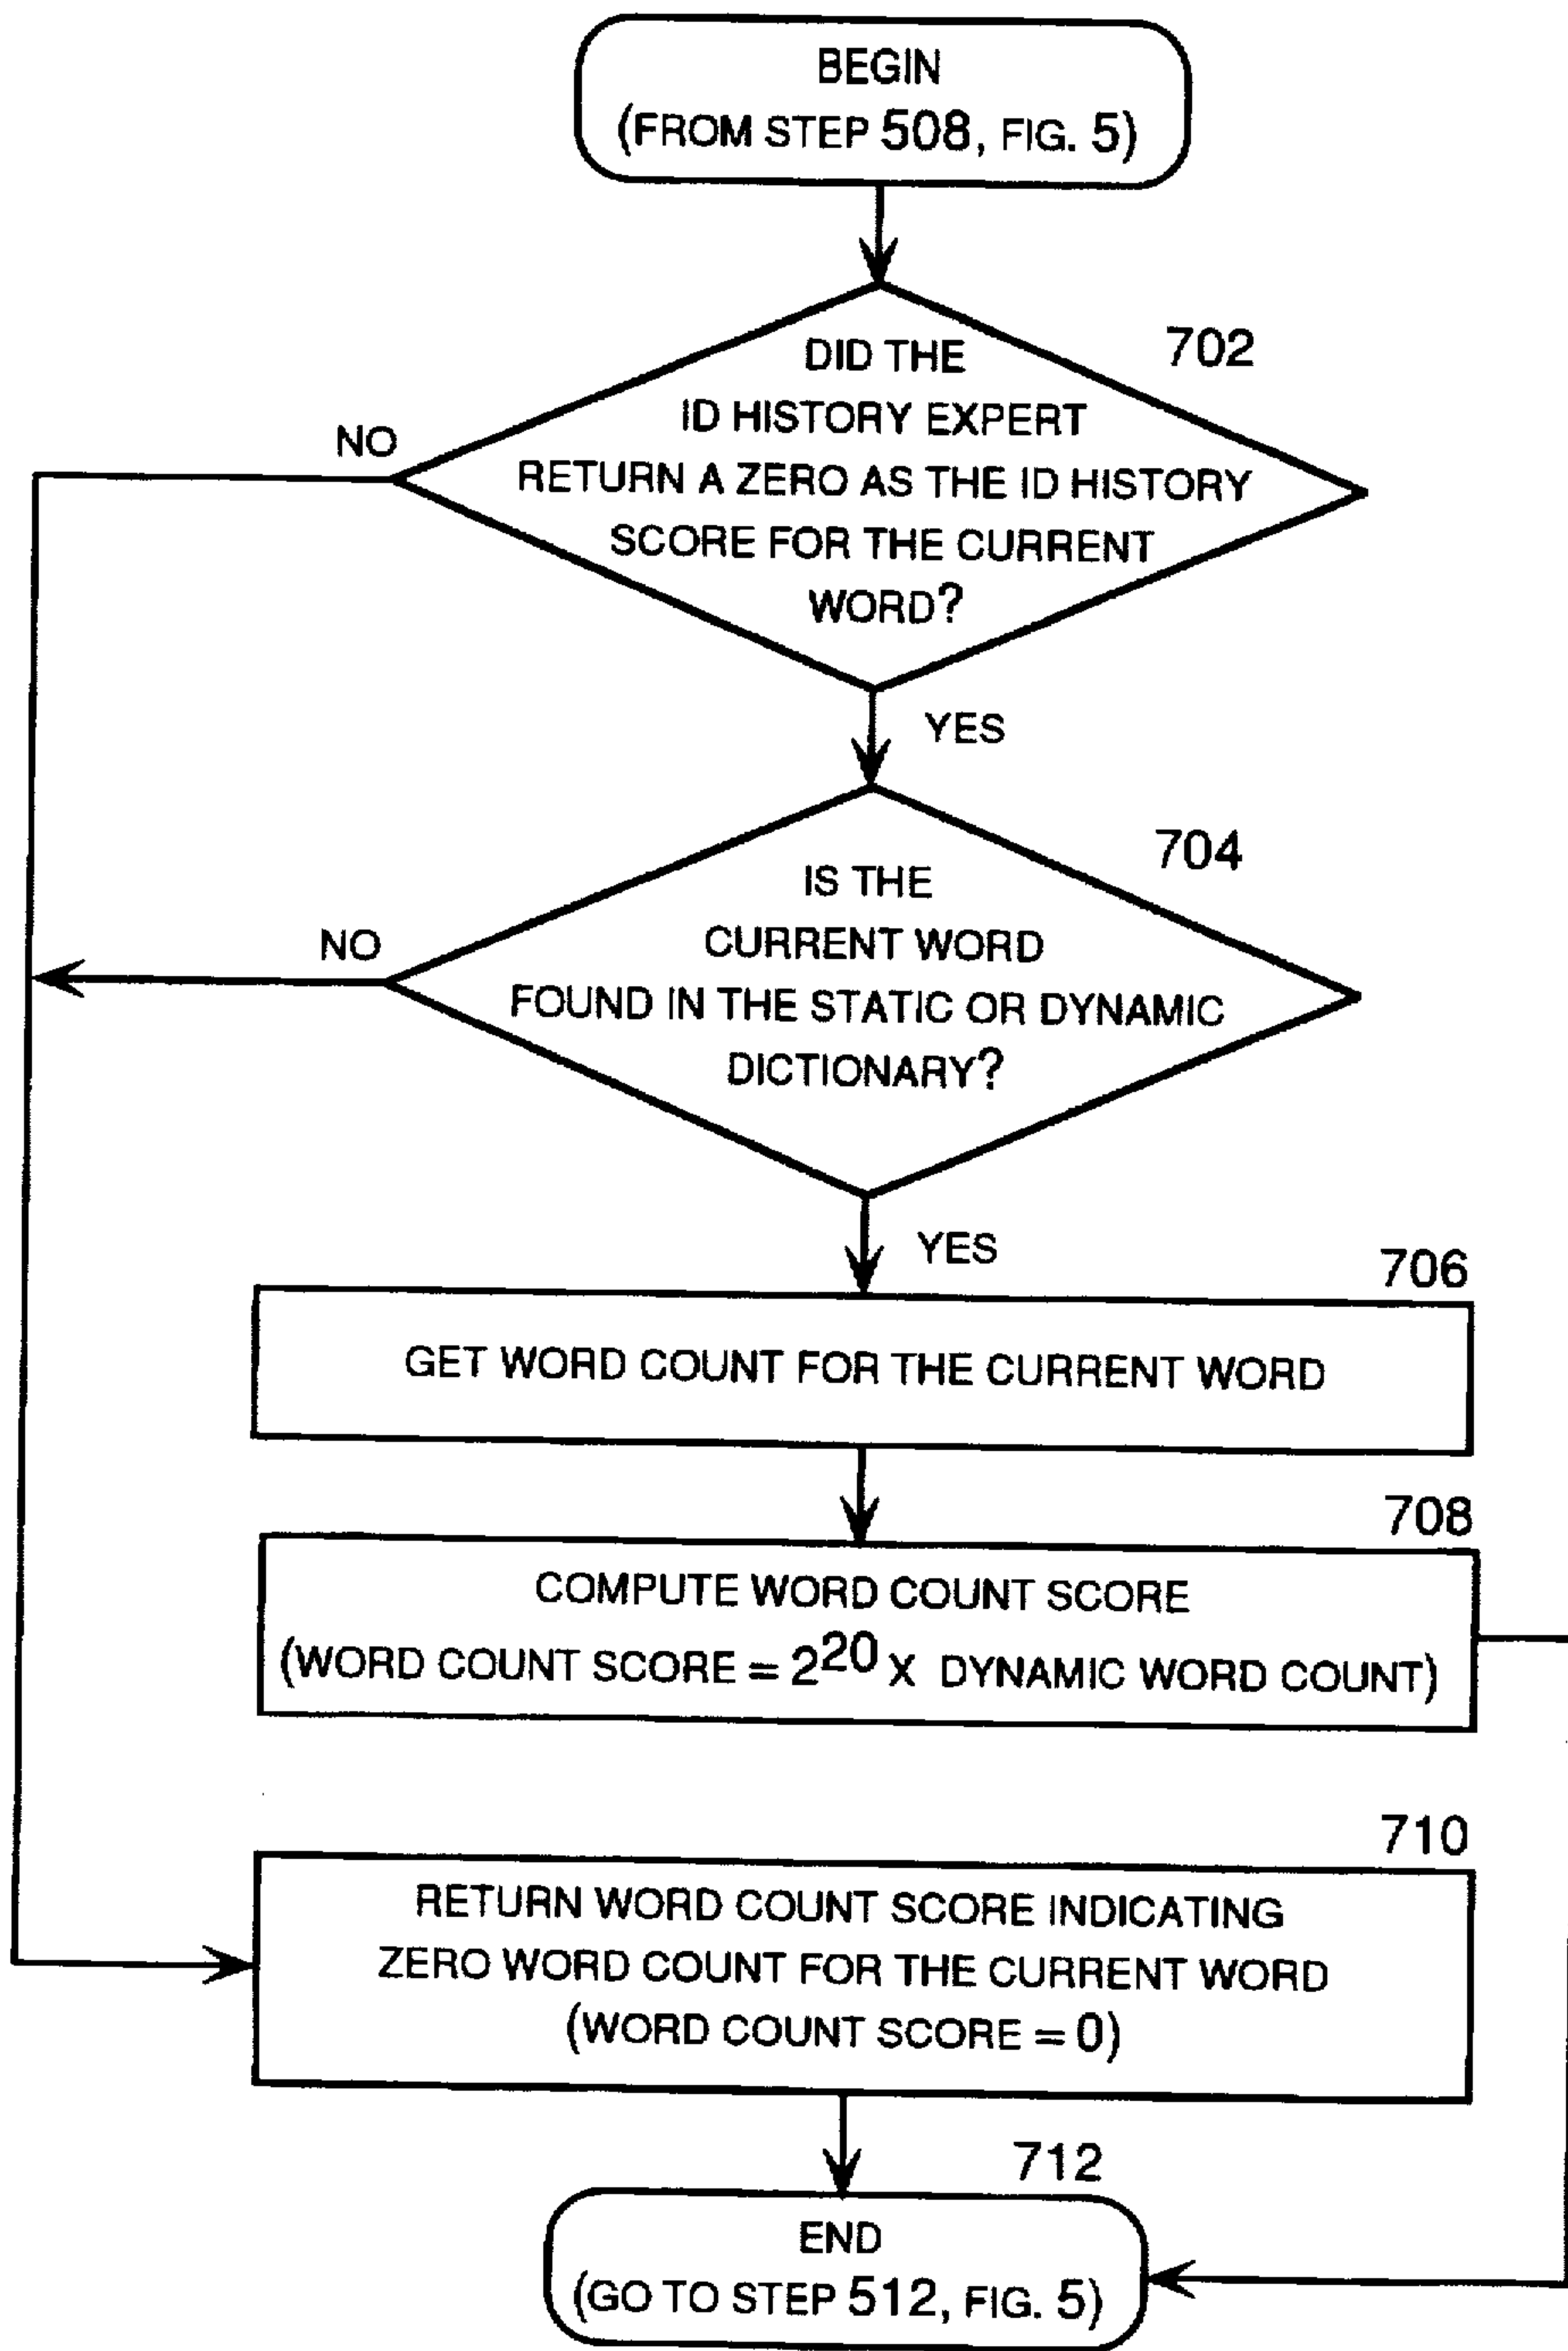 BEGIN
(FROM STEP 508, FIG. 5)
702
DID THE
ID HISTORY EXPERT
RETURN A ZERO AS THE ID HISTORY
SCORE FOR THE CURRENT
WORD?
NO
YES
704
IS THE
CURRENT WORD
FOUND IN THE STATIC OR DYNAMIC
DICTIONARY?
NO
YES
706
GET WORD COUNT FOR THE CURRENT WORD
708
COMPUTE WORD COUNT SCORE
(WORD COUNT SCORE = 2^20 X DYNAMIC WORD COUNT)
710
RETURN WORD COUNT SCORE INDICATING
ZERO WORD COUNT FOR THE CURRENT WORD
(WORD COUNT SCORE = 0)
712
END
(GO TO STEP 512, FIG. 5)